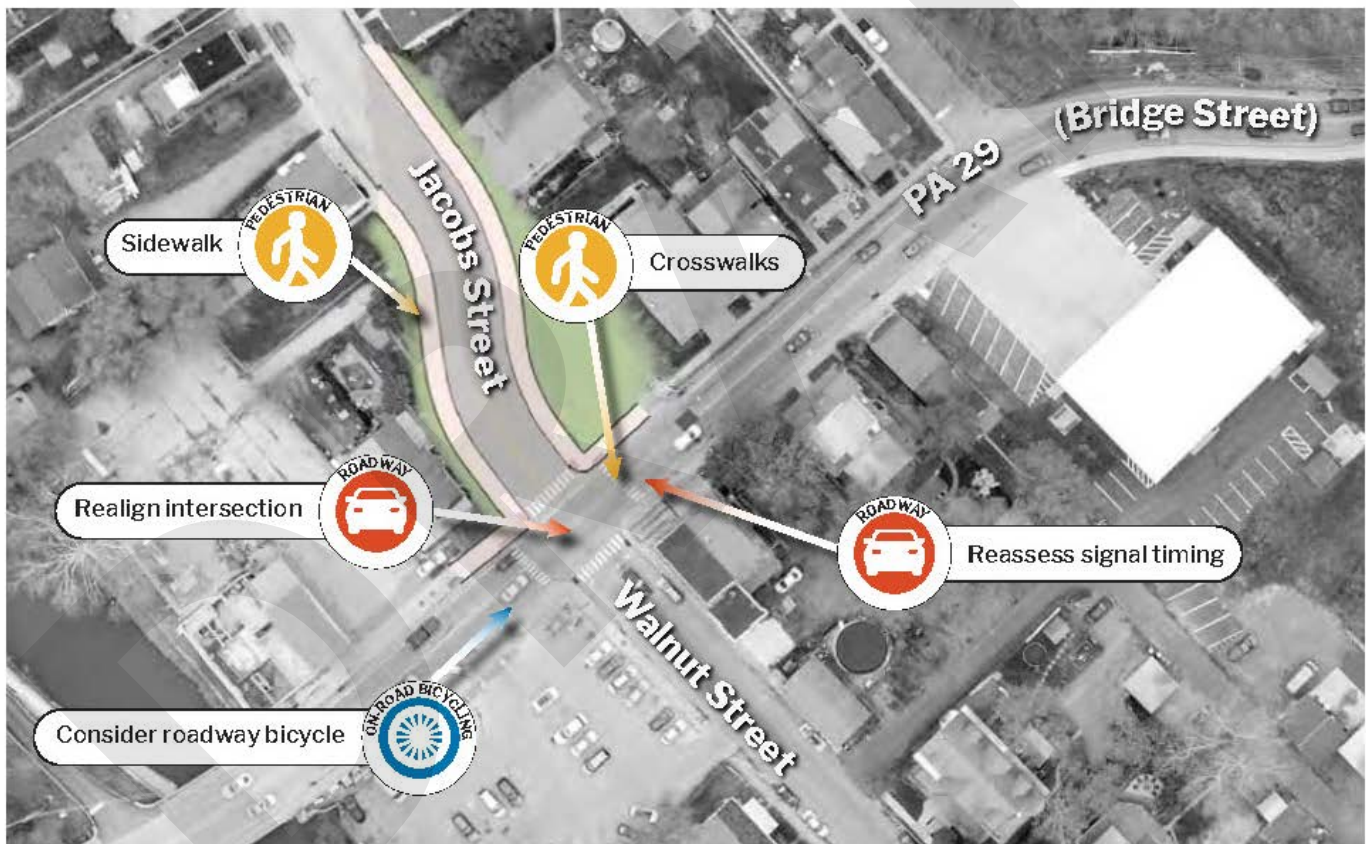 (Bridge Street)
PA 29
Jacobs Street
PEDESTRIAN
Sidewalk
PEDESTRIAN
Crosswalks
ROADWAY
Realign intersection
ROADWAY
Reassess signal timing
Walnut Street
ON-ROAD BICYCLING
Consider roadway bicycle